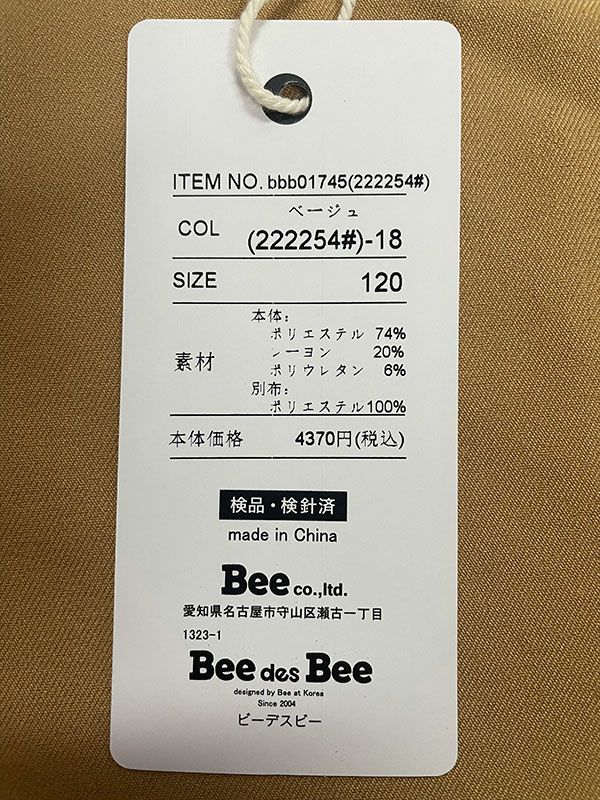 ITEM NO. bbb01745(222254#)
ベージュ
COL (222254#)-18
SIZE 120
本体:
ポリエステル 74%
レーヨン 20%
素材 ポリウレタン 6%
別布:
ポリエステル100%
本体価格 4370円(税込)
検品・検針済
made in China
Bee co.,ltd.
愛知県名古屋市守山区瀬古一丁目
1323-1
Bee des Bee
designed by Bee at Korea
Since 2004
ビーデスビー